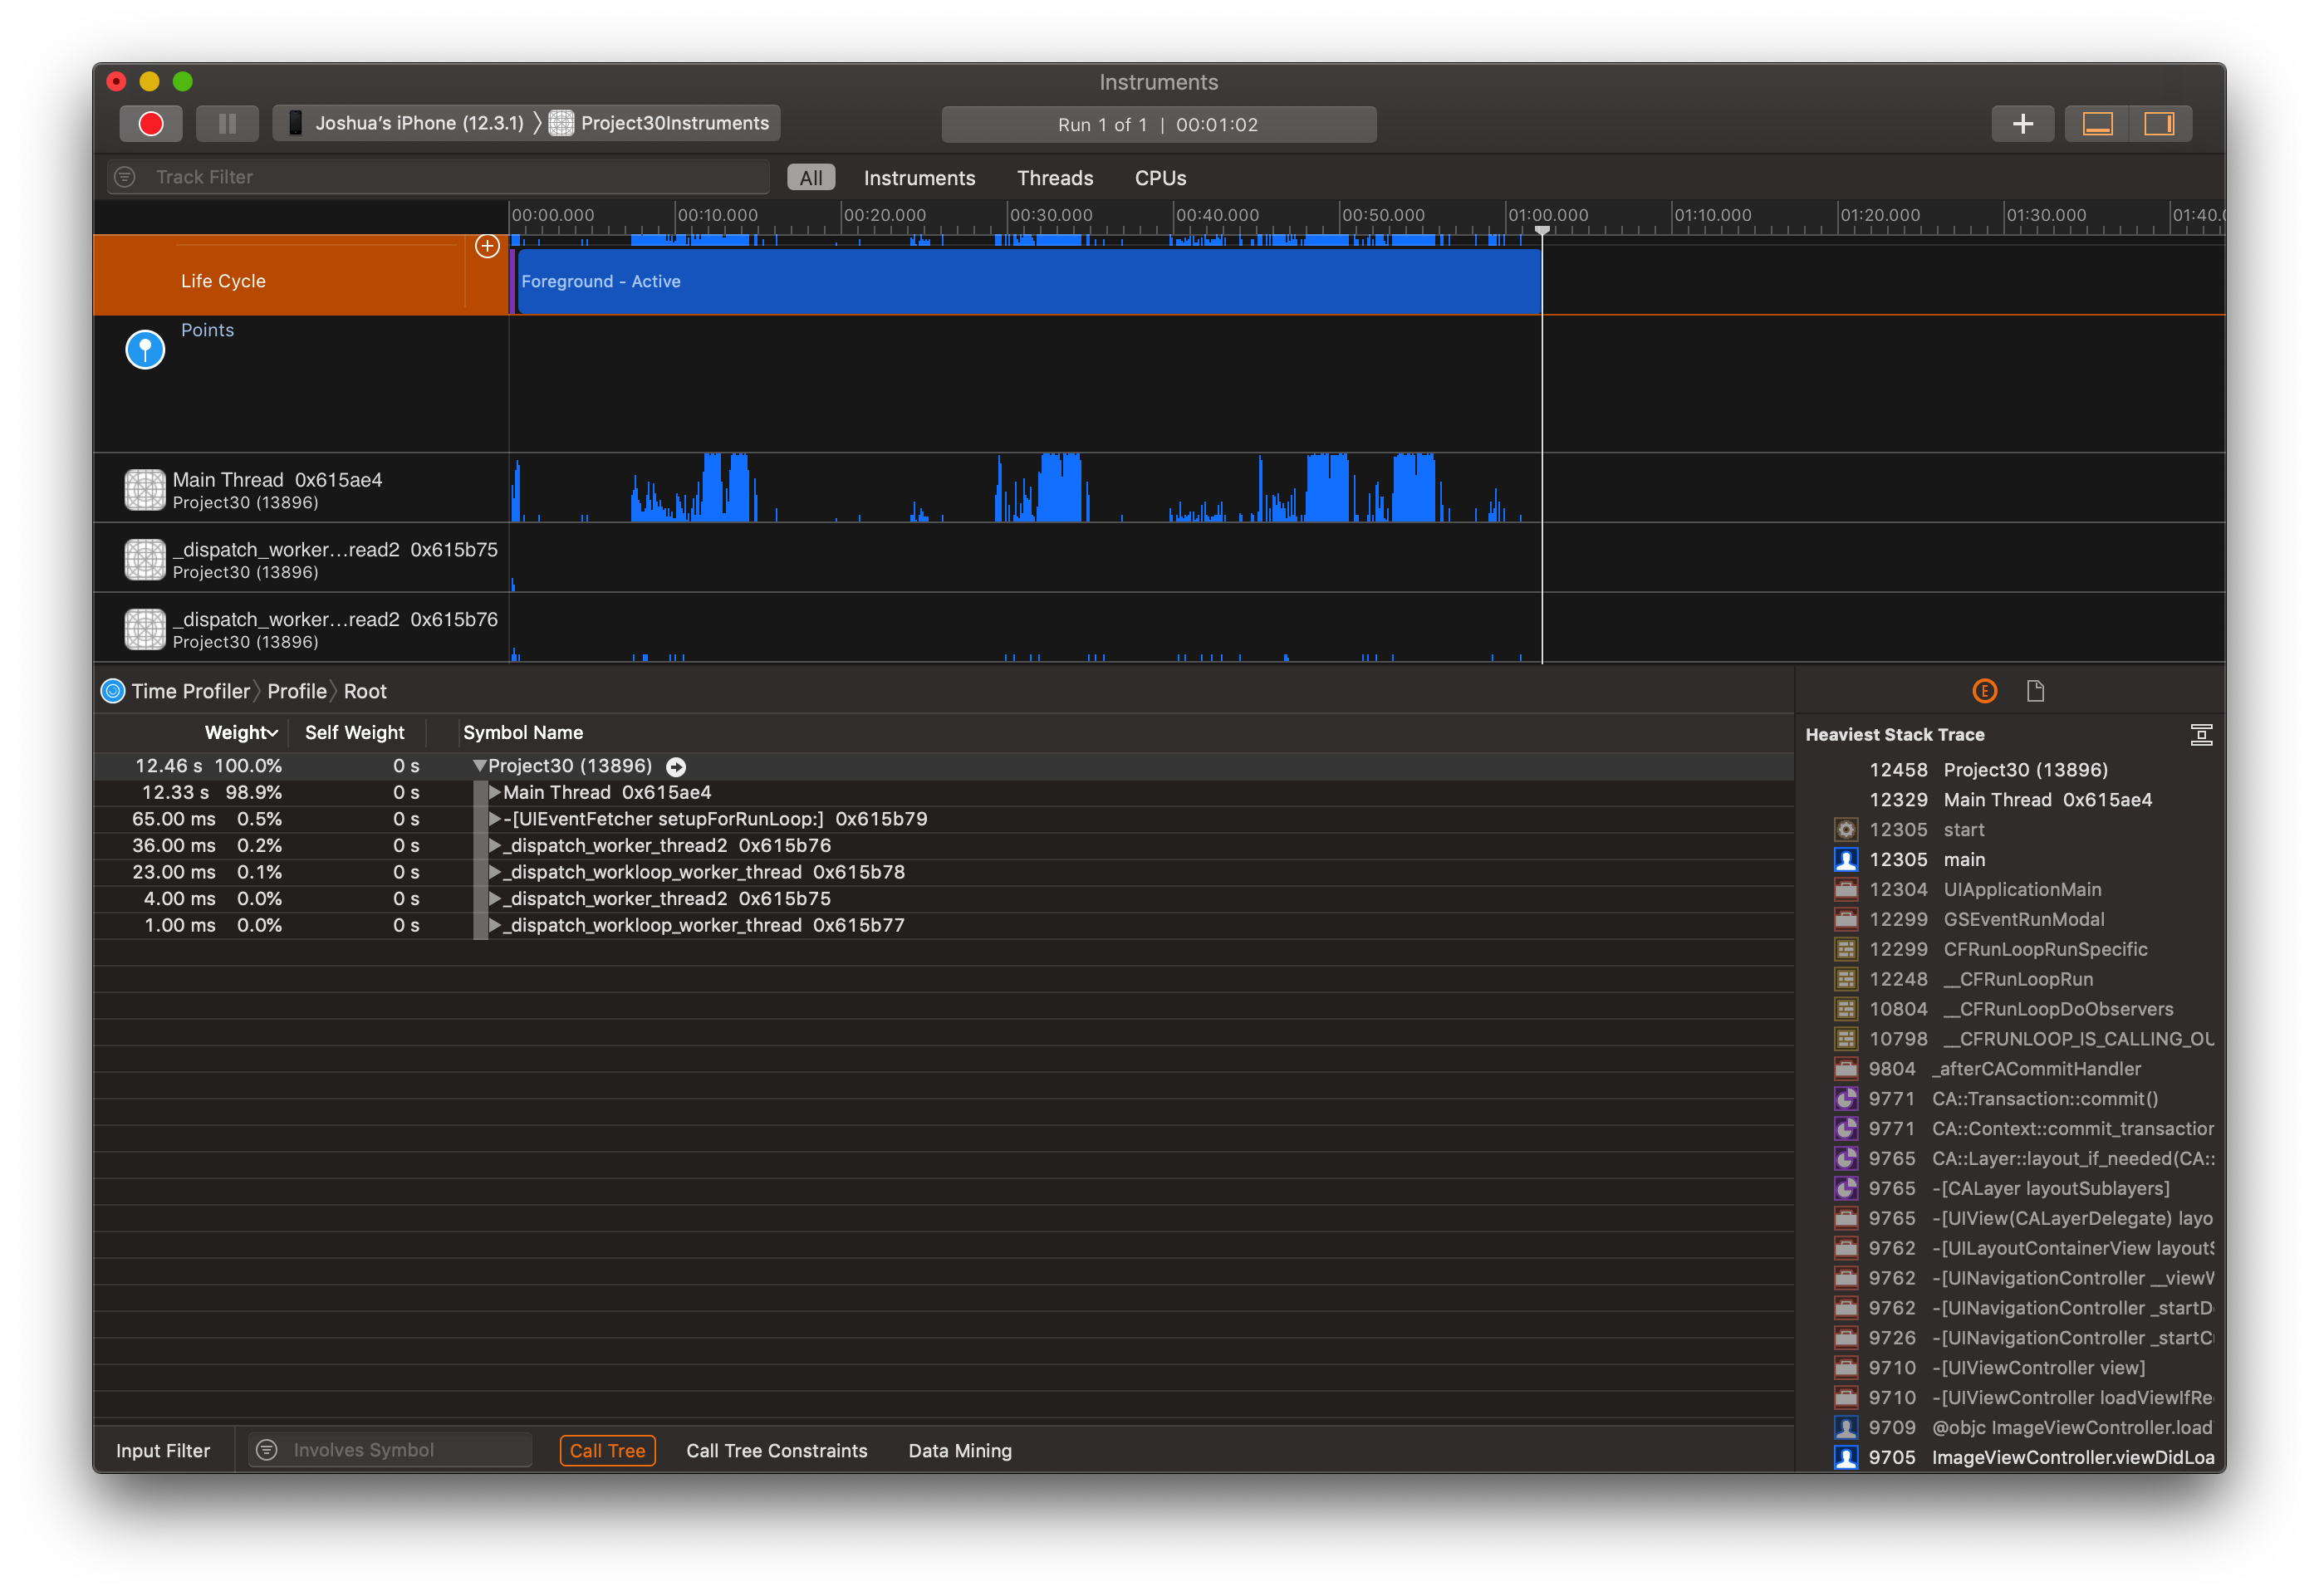 Instruments
Joshua's iPhone (12.3.1) 〉 Project30Instruments
Run 1 of 1 | 00:01:02
Track Filter
All Instruments Threads CPUs
00:00.000 00:10.000 00:20.000 00:30.000 00:40.000 00:50.000 01:00.000 01:10.000 01:20.000 01:30.000 01:40.0
Life Cycle
Foreground - Active
Points
Main Thread 0x615ae4
Project30 (13896)
_dispatch_worker…read2 0x615b75
Project30 (13896)
_dispatch_worker…read2 0x615b76
Project30 (13896)
Time Profiler 〉 Profile 〉 Root
Weight Self Weight Symbol Name
12.46 s 100.0% 0 s Project30 (13896)
12.33 s 98.9% 0 s Main Thread 0x615ae4
65.00 ms 0.5% 0 s -[UIEventFetcher setupForRunLoop:] 0x615b79
36.00 ms 0.2% 0 s _dispatch_worker_thread2 0x615b76
23.00 ms 0.1% 0 s _dispatch_workloop_worker_thread 0x615b78
4.00 ms 0.0% 0 s _dispatch_worker_thread2 0x615b75
1.00 ms 0.0% 0 s _dispatch_workloop_worker_thread 0x615b77
E
Heaviest Stack Trace
12458 Project30 (13896)
12329 Main Thread 0x615ae4
12305 start
12305 main
12304 UIApplicationMain
12299 GSEventRunModal
12299 CFRunLoopRunSpecific
12248 __CFRunLoopRun
10804 __CFRunLoopDoObservers
10798 __CFRUNLOOP_IS_CALLING_OU
9804 _afterCACommitHandler
9771 CA::Transaction::commit()
9771 CA::Context::commit_transaction
9765 CA::Layer::layout_if_needed(CA::
9765 -[CALayer layoutSublayers]
9765 -[UIView(CALayerDelegate) layo
9762 -[UILayoutContainerView layoutS
9762 -[UINavigationController __viewW
9762 -[UINavigationController _startD
9726 -[UINavigationController _startC
9710 -[UIViewController view]
9710 -[UIViewController loadViewIfRe
9709 @objc ImageViewController.load
9705 ImageViewController.viewDidLoa
Input Filter Involves Symbol Call Tree Call Tree Constraints Data Mining